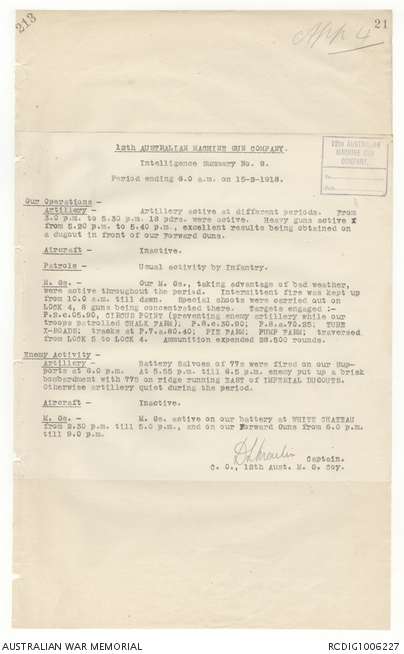 213
21
App 4
12th AUSTRALIAN MACHINE GUN COMPANY.
12th AUSTRALIAN
MACHINE GUN
COMPANY.
Intelligence Summary No. 2.
Period ending 6.0 a.m. on 15-2-1918.
Our Operations -
Artillery - Artillery active at different periods. From
3.0 p.m. to 5.30 p.m. 18 pdrs. were active. Heavy guns active
from 5.20 p.m. to 5.40 p.m., excellent results being obtained on
a dugout in front of our Forward Guns.
Aircraft - Inactive.
Patrols - Usual activity by Infantry.
M. Gs. - Our M. Gs., taking advantage of bad weather,
were active throughout the period. Intermittent fire was kept up
from 10.0 a.m. till dawn. Special shoots were carried out on
LOCK 4, 8 guns being concentrated there. Targets engaged :-
P.2.c.05.90, CIRCUS POINT (preventing enemy artillery while our
troops patrolled CHALK FARM); P.8.c.30.90; P.8.a.70.25; TUBE
X-ROADS; tracks at P.7.a.80.40; PIE FARM; PUMP FARM; traversed
from LOCK 5 to LOCK 4. Ammunition expended 28,500 rounds.
Enemy Activity -
Artillery - Battery Salvoes of 77s were fired on our Sup-
ports at 6.0 p.m. At 5.55 p.m. till 6.5 p.m. enemy put up a brisk
bombardment with 77s on ridge running EAST of IMPERIAL DUGOUTS.
Otherwise artillery quiet during the period.
Aircraft - Inactive.
M. Gs. - M. Gs. active on our battery at WHITE CHATEAU
from 2.30 p.m. till 5.0 p.m., and on our Forward Guns from 6.0 p.m.
till 9.0 p.m.
Captain.
C. O., 12th Aust. M. G. Coy.
AUSTRALIAN WAR MEMORIAL
RCDIG1006227